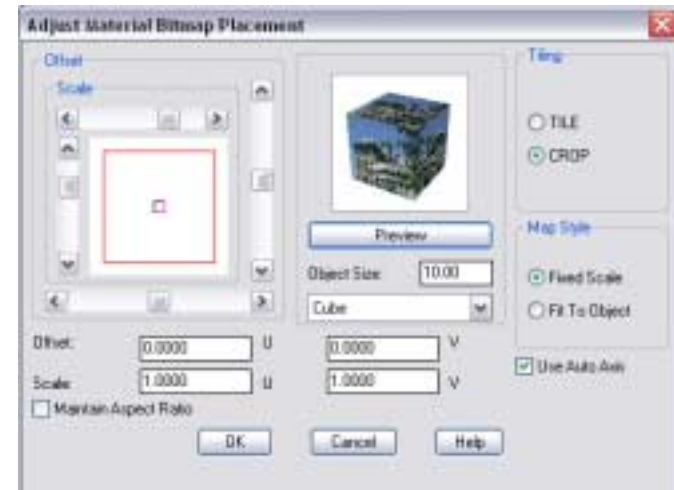 Adjust Material Bitmap Placement
Offset
Scale
Preview
Object Size:
10.00
Cube
Tiling
TILE
CROP
Map Style
Fixed Scale
Fit To Object
Use Auto Axis
Offset:
0.0000
U
0.0000
V
Scale:
1.0000
U
1.0000
V
Maintain Aspect Ratio
OK
Cancel
Help